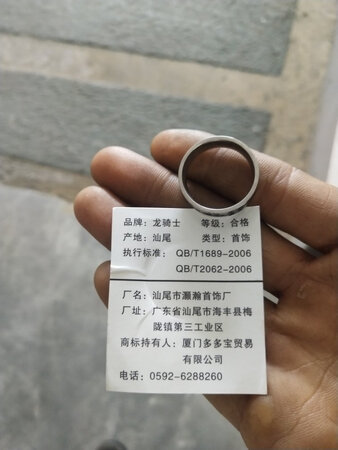 品牌：龙骑士 等级：合格
产地：汕尾 类型：首饰
执行标准：QB/T1689-2006
QB/T2062-2006
厂名：汕尾市灏瀚首饰厂
厂址：广东省汕尾市海丰县梅
陇镇第三工业区
商标持有人：厦门多多宝贸易
有限公司
电话：0592-6288260